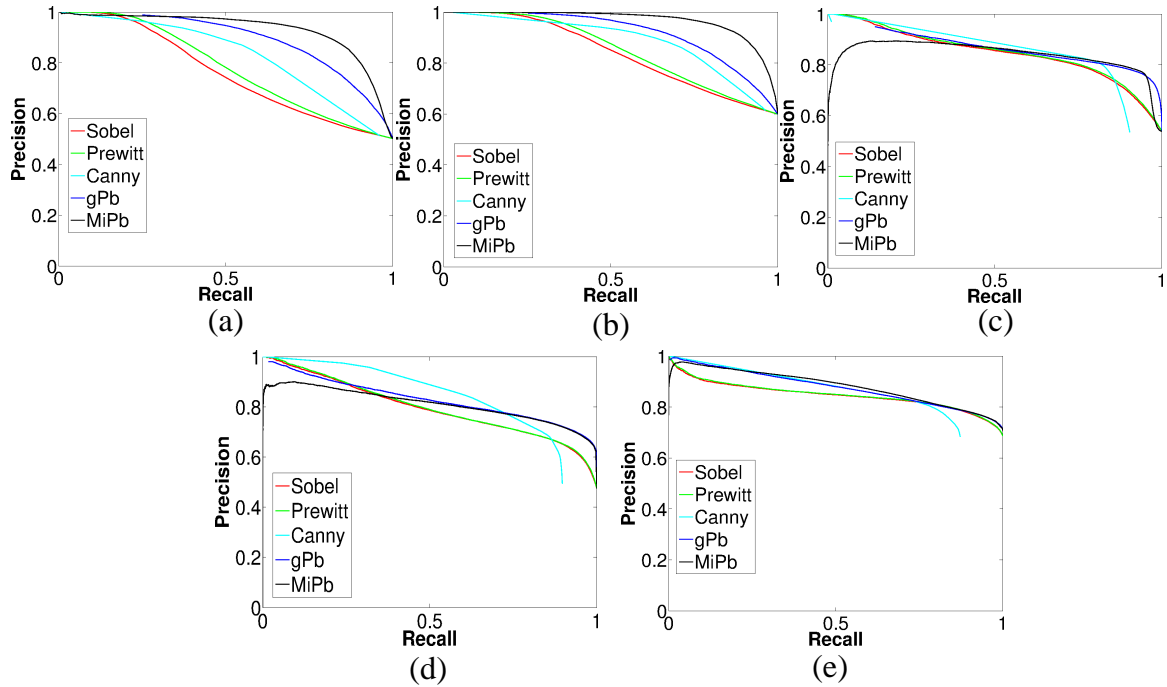 1
0.8
0.6
0.4
0.2
0
Precision
Sobel
Prewitt
Canny
gPb
MiPb
0 0.5 1
Recall
(a)
1
0.8
0.6
0.4
0.2
0
Precision
Sobel
Prewitt
Canny
gPb
MiPb
0 0.5 1
Recall
(b)
1
0.8
0.6
0.4
0.2
0
Precision
Sobel
Prewitt
Canny
gPb
MiPb
0 0.5 1
Recall
(c)
1
0.8
0.6
0.4
0.2
0
Precision
Sobel
Prewitt
Canny
gPb
MiPb
0 0.5 1
Recall
(d)
1
0.8
0.6
0.4
0.2
0
Precision
Sobel
Prewitt
Canny
gPb
MiPb
0 0.5 1
Recall
(e)